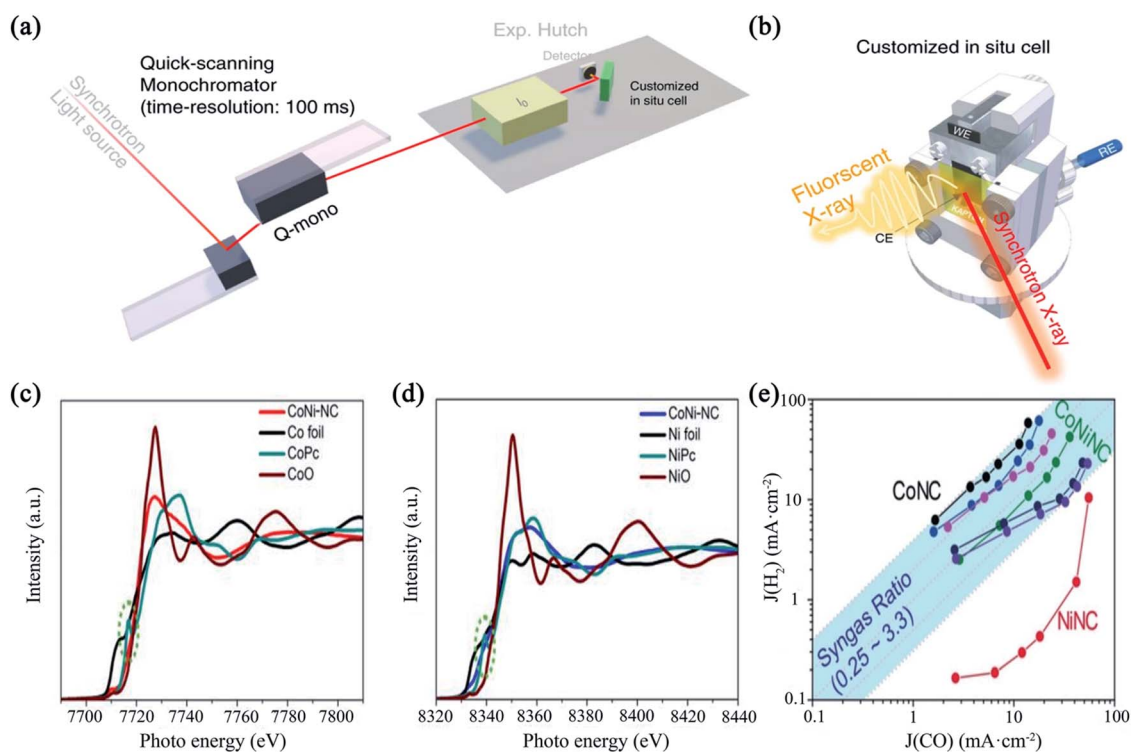 (a)
Exp. Hutch
Detector
Quick-scanning
Monochromator
(time-resolution: 100 ms)
Customized
in situ cell
I₀
Synchrotron
Light source
Q-mono
(b)
Customized in situ cell
WE
RE
Fluorscent
X-ray
KAPTON
CE
Synchrotron X-ray
(c)
CoNi-NC
Co foil
CoPc
CoO
Intensity (a.u.)
7700 7720 7740 7760 7780 7800
Photo energy (eV)
(d)
CoNi-NC
Ni foil
NiPc
NiO
Intensity (a.u.)
8320 8340 8360 8380 8400 8420 8440
Photo energy (eV)
(e)
100
10
1
0.1
J(H₂) (mA·cm⁻²)
CoNiNC
CoNC
NiNC
Syngas Ratio
(0.25 ~ 3.3)
0.1 1 10 100
J(CO) (mA·cm⁻²)